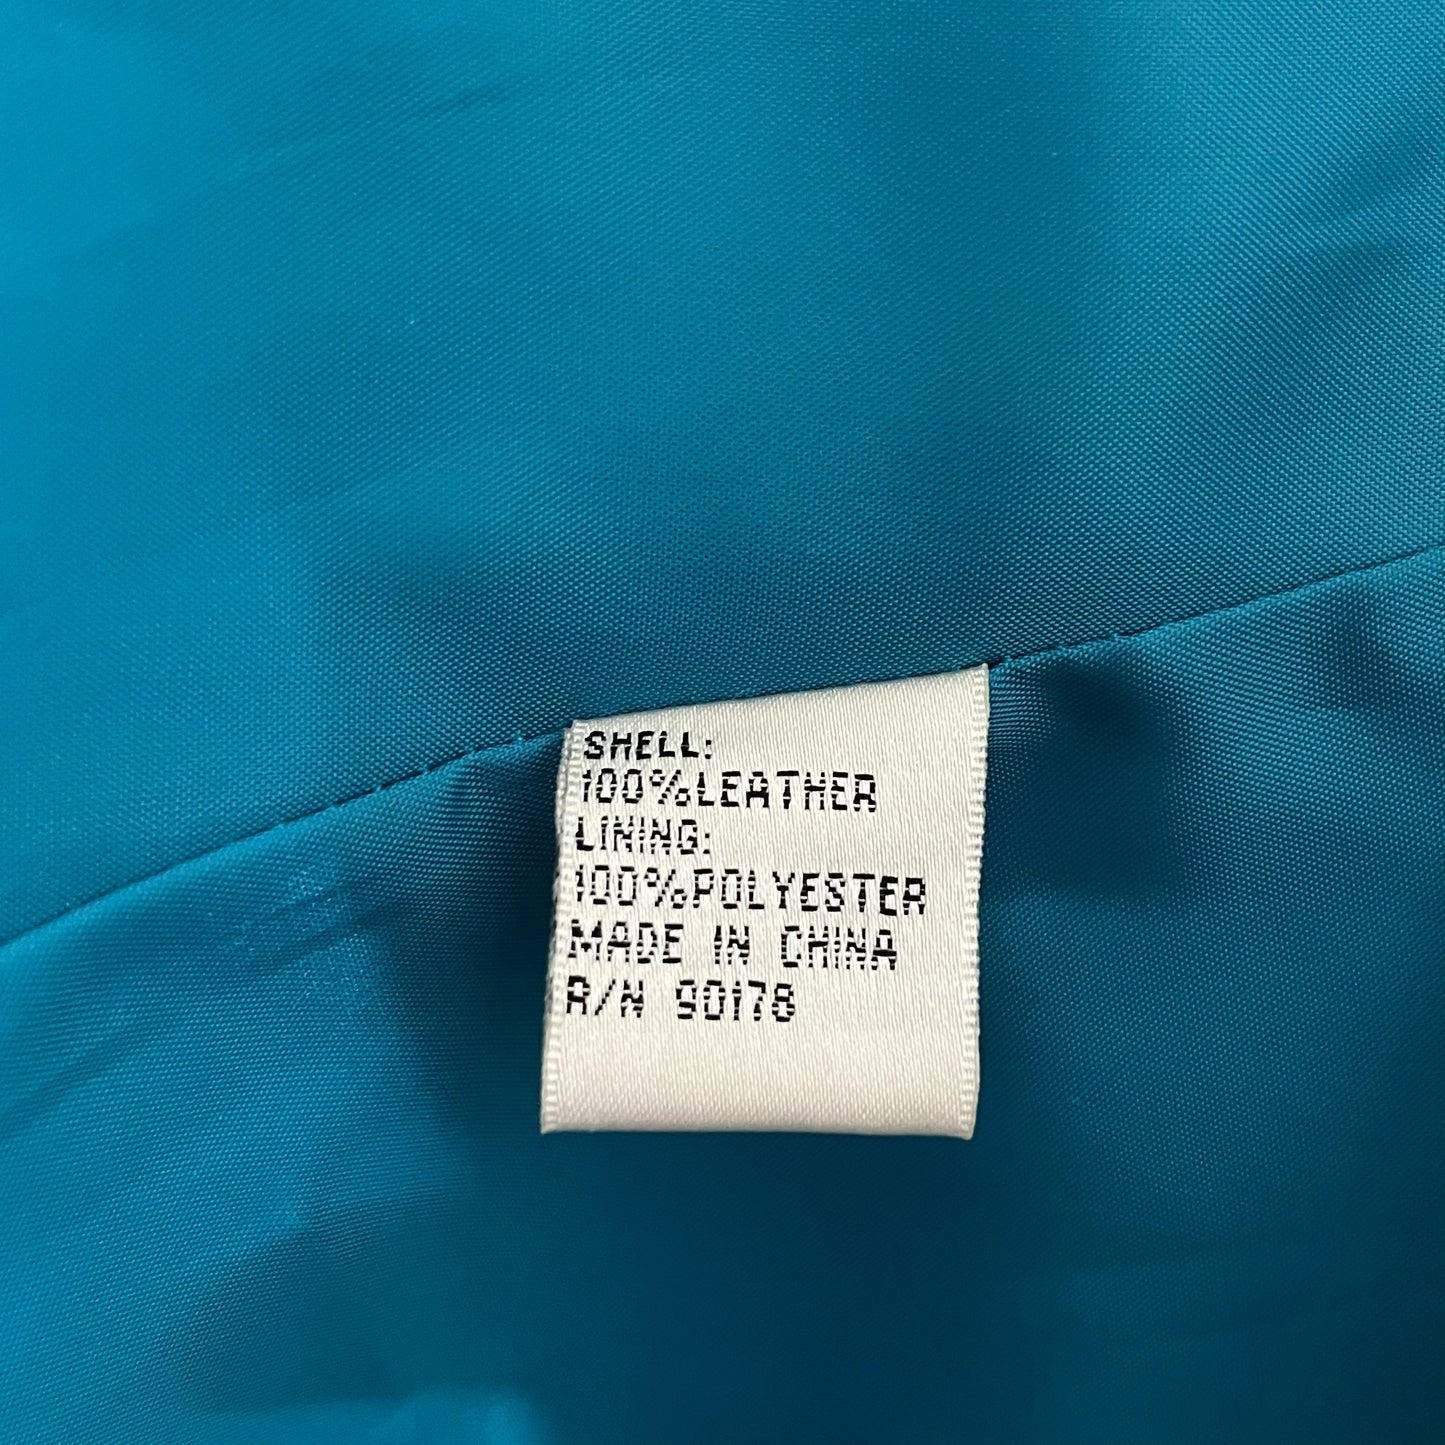 SHELL:
100%LEATHER
LINING:
100%POLYESTER
MADE IN CHINA
R/N 90178